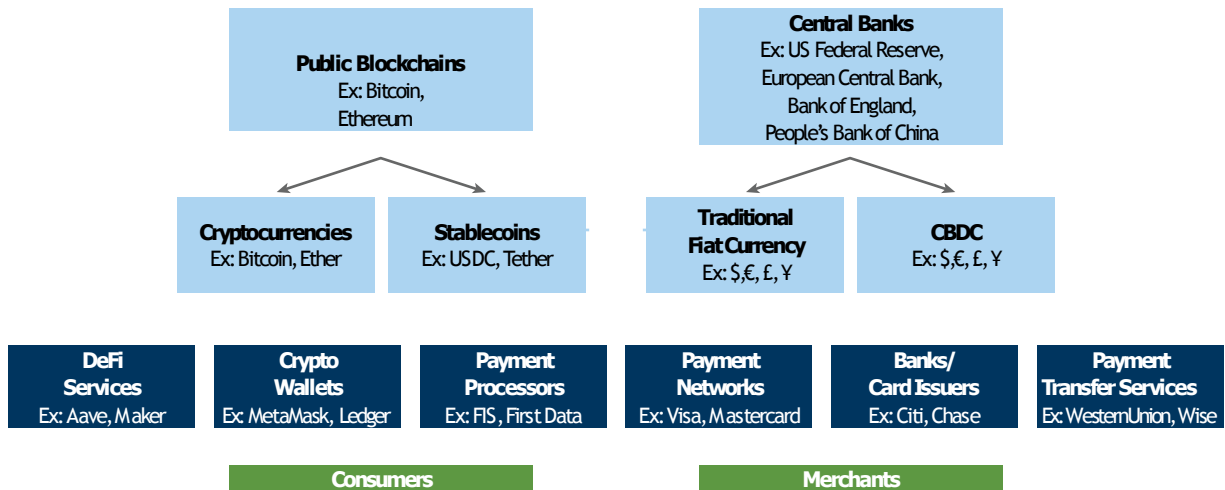 Public Blockchains
Ex: Bitcoin,
Ethereum
Central Banks
Ex: US Federal Reserve,
European Central Bank,
Bank of England,
People’s Bank of China
Cryptocurrencies
Ex: Bitcoin, Ether
Stablecoins
Ex: USDC, Tether
Traditional
Fiat Currency
Ex: $,€, £, ¥
CBDC
Ex: $,€, £, ¥
DeFi
Services
Ex: Aave, Maker
Crypto
Wallets
Ex: MetaMask, Ledger
Payment
Processors
Ex: FIS, First Data
Payment
Networks
Ex: Visa, Mastercard
Banks/
Card Issuers
Ex: Citi, Chase
Payment
Transfer Services
Ex: WesternUnion, Wise
Consumers
Merchants